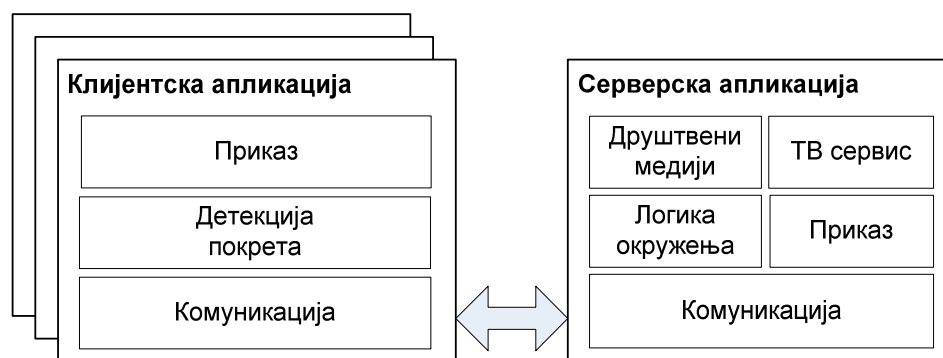 Клијентска апликација
Приказ
Детекција
покрета
Комуникација
Серверска апликација
Друштвени
медији
ТВ сервис
Логика
окружења
Приказ
Комуникација